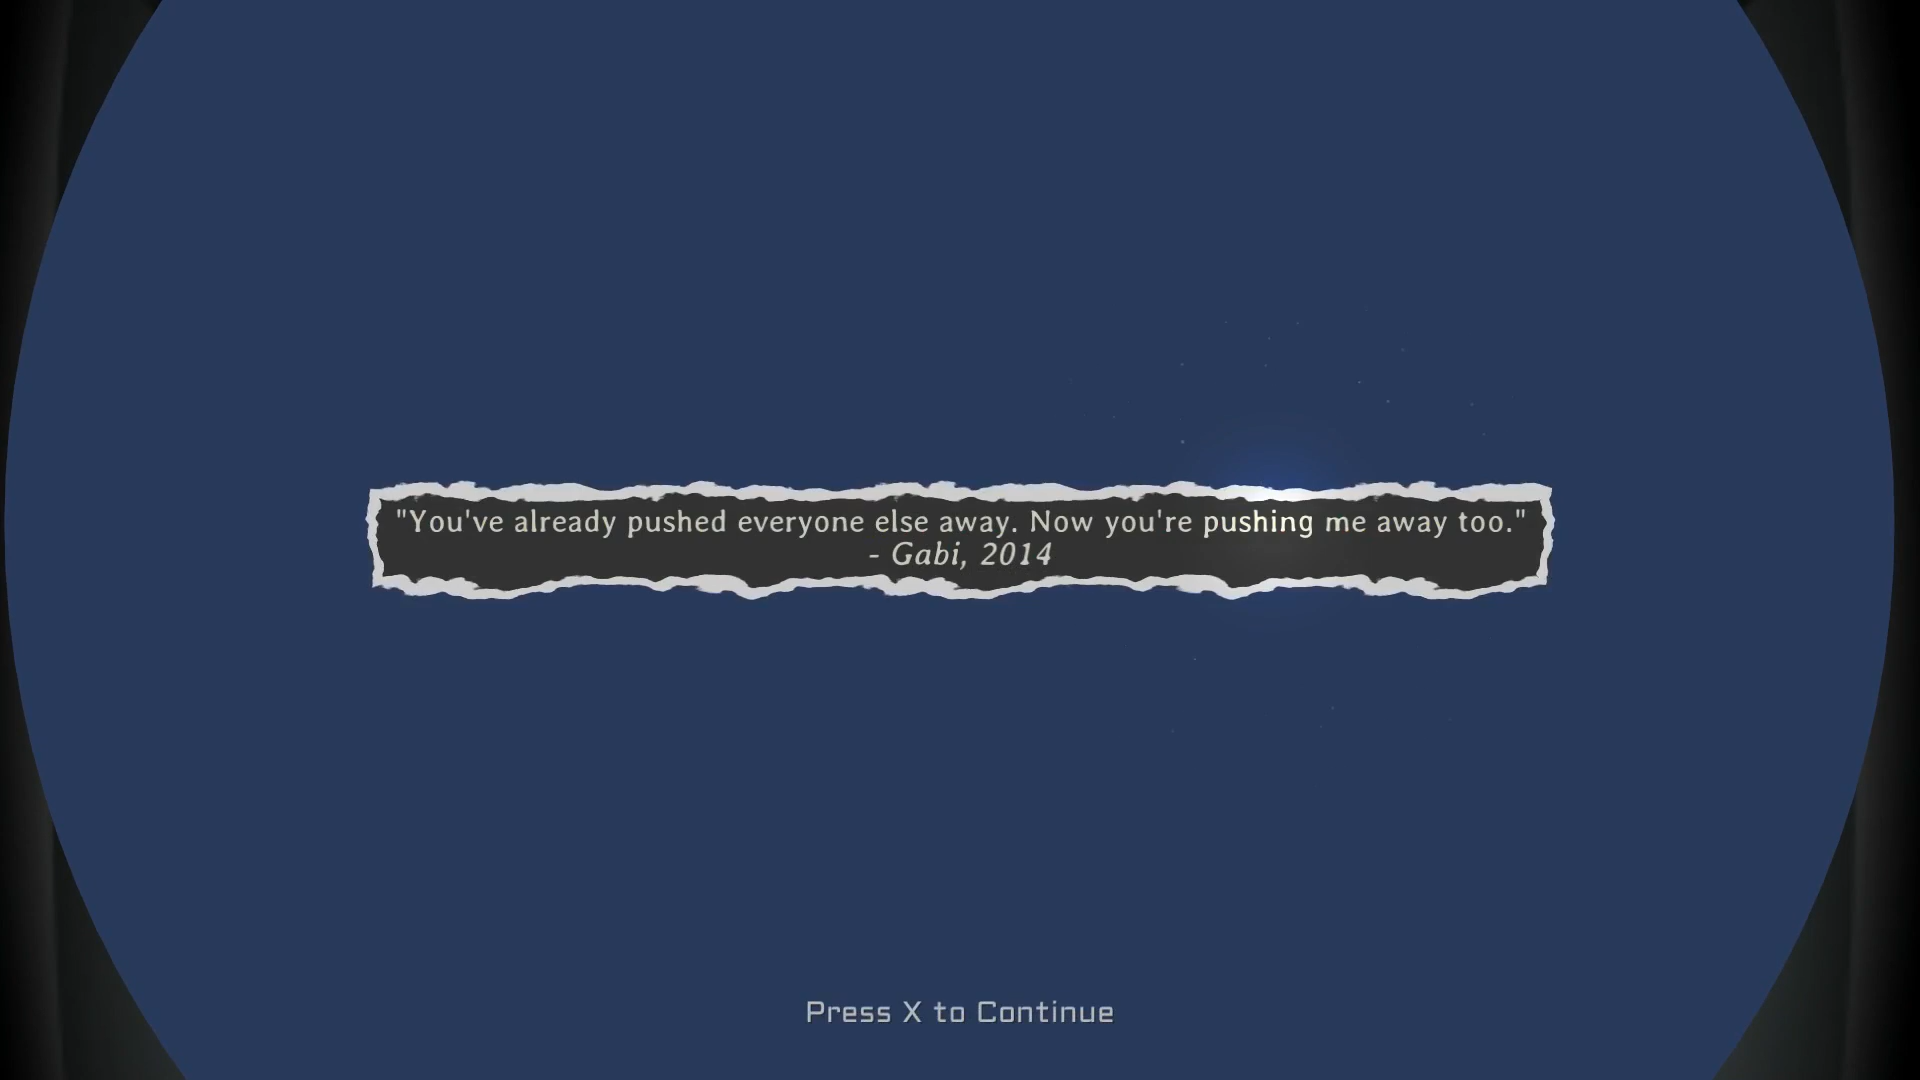 "You've already pushed everyone else away. Now you're pushing me away too."
- Gabi, 2014
Press X to Continue